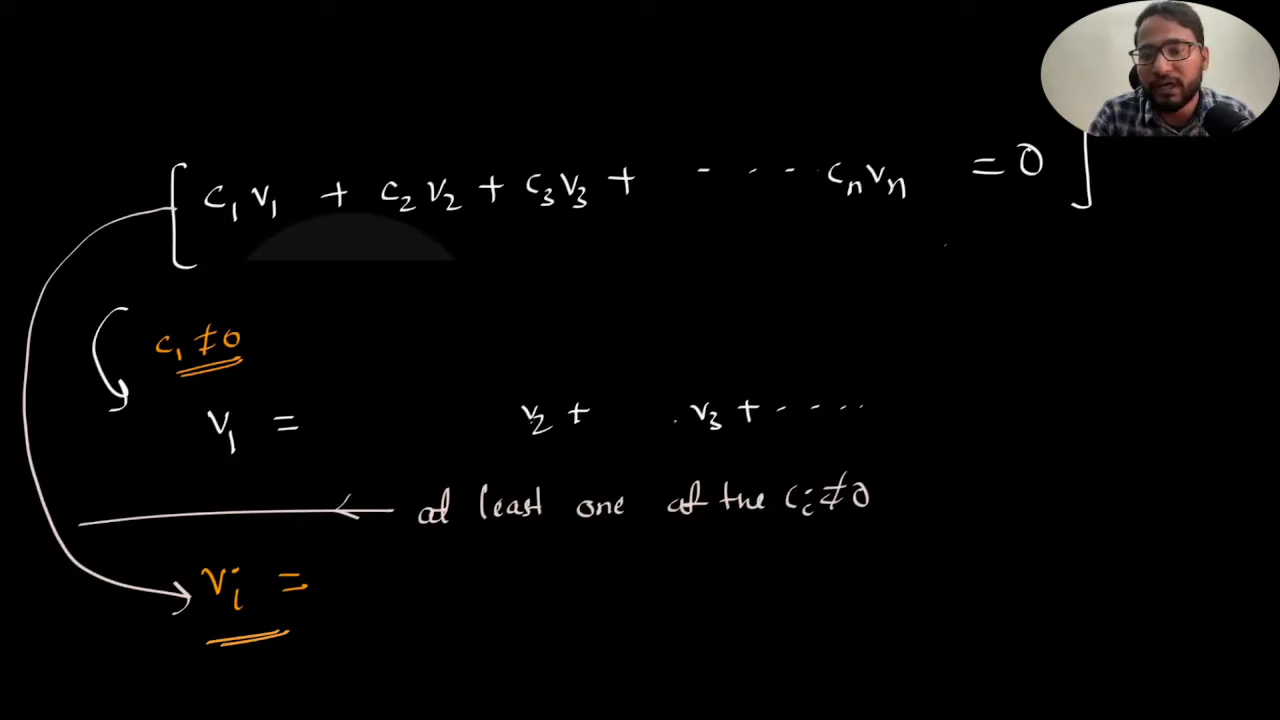 [ c₁v₁ + c₂v₂ + c₃v₃ + - - - - cₙvₙ = 0 ]
c₁ ≠ 0
v₁ = v₂ + v₃ + - - - -
at least one of the cᵢ ≠ 0
vᵢ =